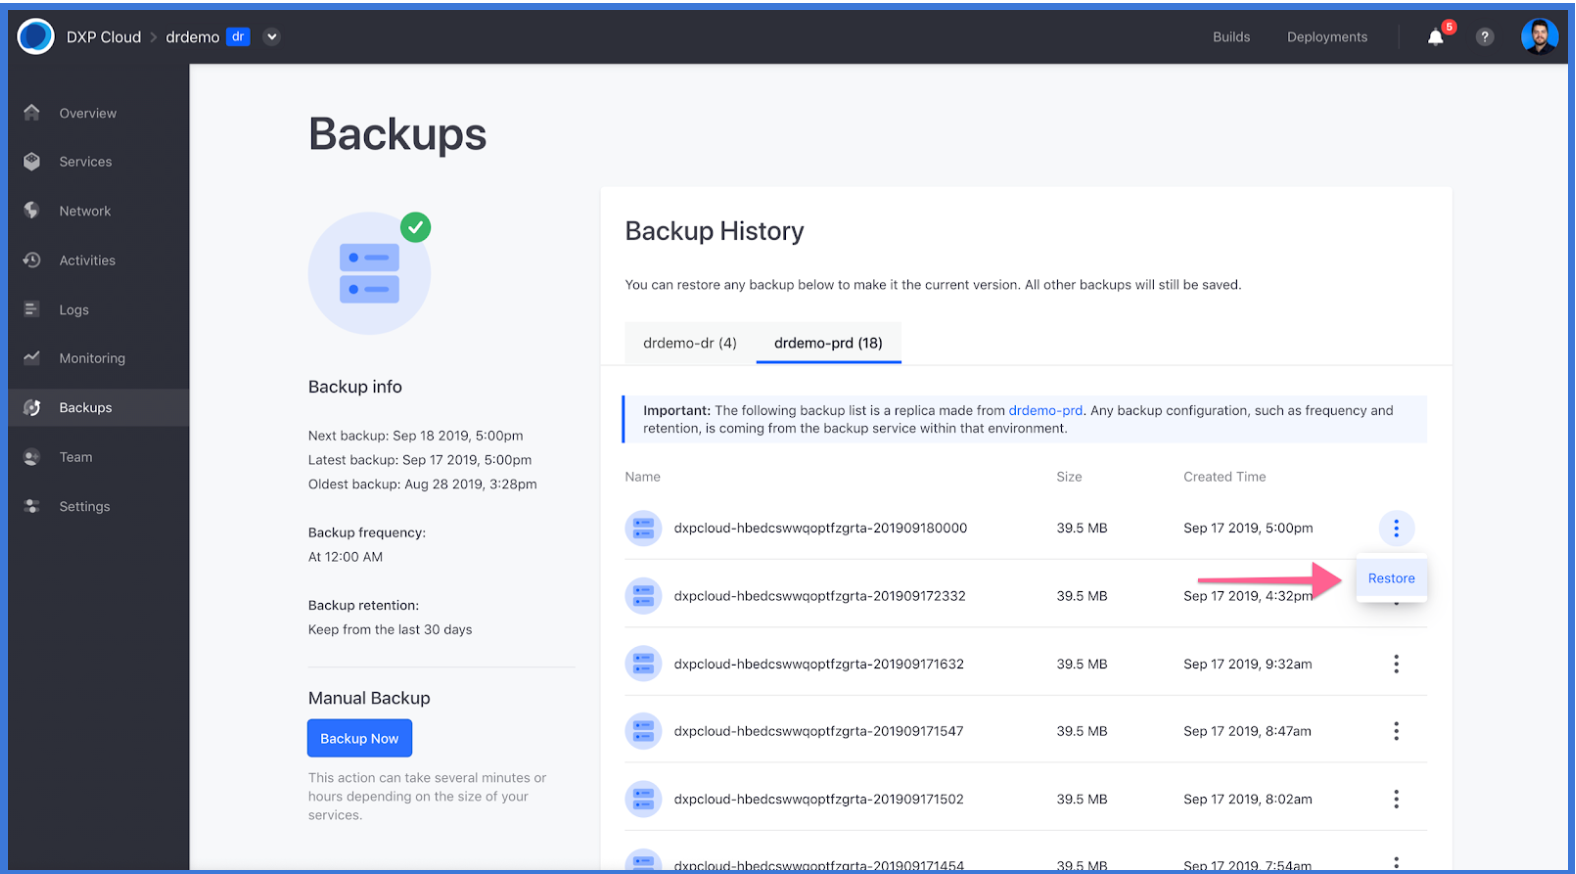 DXP Cloud > drdemo dr
Builds
Deployments
5
?
Overview
Services
Network
Activities
Logs
Monitoring
Backups
Team
Settings
Backups
Backup info
Next backup: Sep 18 2019, 5:00pm
Latest backup: Sep 17 2019, 5:00pm
Oldest backup: Aug 28 2019, 3:28pm
Backup frequency:
At 12:00 AM
Backup retention:
Keep from the last 30 days
Manual Backup
Backup Now
This action can take several minutes or
hours depending on the size of your
services.
Backup History
You can restore any backup below to make it the current version. All other backups will still be saved.
drdemo-dr (4)
drdemo-prd (18)
Important: The following backup list is a replica made from drdemo-prd. Any backup configuration, such as frequency and
retention, is coming from the backup service within that environment.
Name Size Created Time
dxpcloud-hbedcswwqoptfzgrta-201909180000 39.5 MB Sep 17 2019, 5:00pm
Restore
dxpcloud-hbedcswwqoptfzgrta-201909172332 39.5 MB Sep 17 2019, 4:32pm
dxpcloud-hbedcswwqoptfzgrta-201909171632 39.5 MB Sep 17 2019, 9:32am
dxpcloud-hbedcswwqoptfzgrta-201909171547 39.5 MB Sep 17 2019, 8:47am
dxpcloud-hbedcswwqoptfzgrta-201909171502 39.5 MB Sep 17 2019, 8:02am
dxpcloud-hbedcswwqoptfzgrta-201909171454 39.5 MB Sep 17 2019, 7:54am